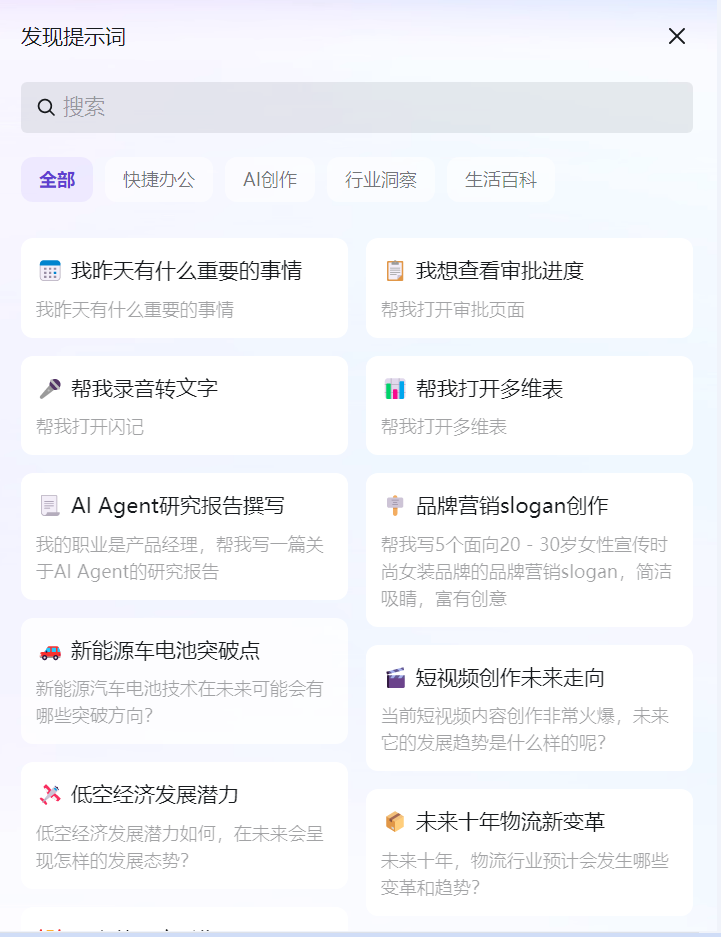 发现提示词
搜索
全部
快捷办公
AI创作
行业洞察
生活百科
我昨天有什么重要的事情
我昨天有什么重要的事情
我想查看审批进度
帮我打开审批页面
帮我录音转文字
帮我打开闪记
帮我打开多维表
帮我打开多维表
AI Agent研究报告撰写
我的职业是产品经理，帮我写一篇关
于AI Agent的研究报告
品牌营销slogan创作
帮我写5个面向20 - 30岁女性宣传时
尚女装品牌的品牌营销slogan，简洁
吸睛，富有创意
新能源车电池突破点
新能源汽车电池技术在未来可能会有
哪些突破方向？
短视频创作未来走向
当前短视频内容创作非常火爆，未来
它的发展趋势是什么样的呢？
低空经济发展潜力
低空经济发展潜力如何，在未来会呈
现怎样的发展态势？
未来十年物流新变革
未来十年，物流行业预计会发生哪些
变革和趋势？